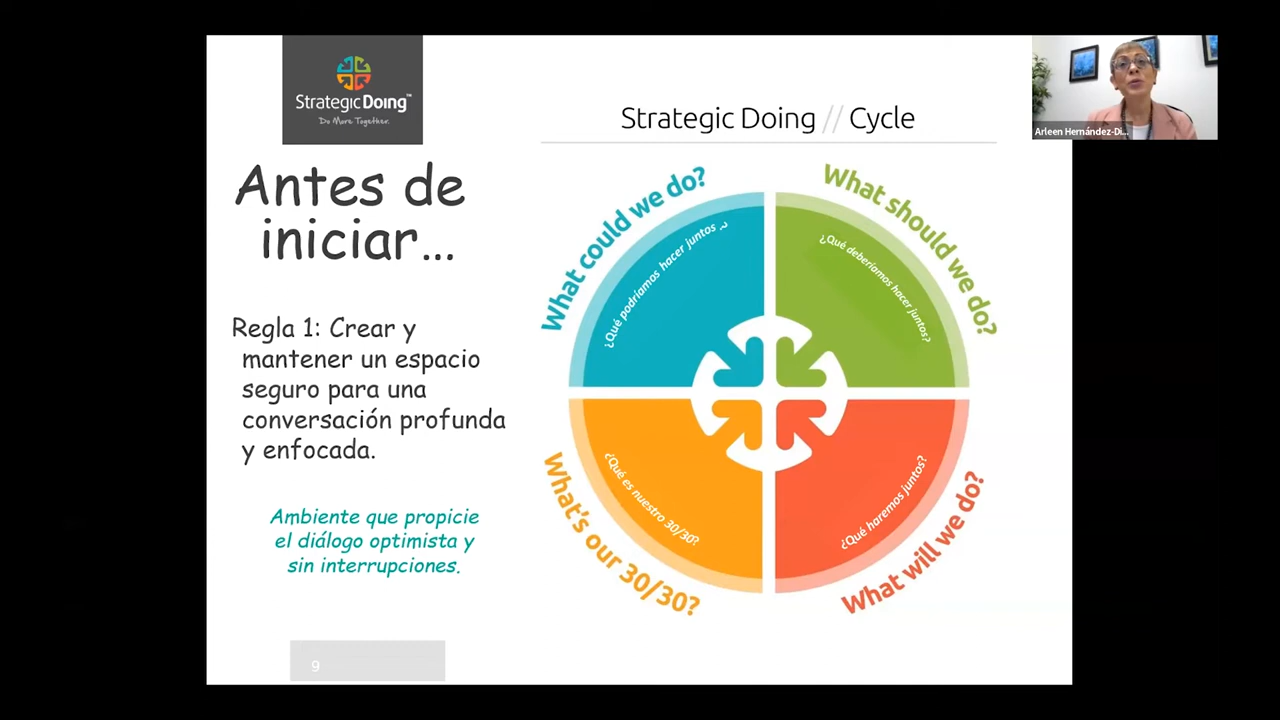 StrategicDoing™
Do More Together.
Antes de
iniciar...
Regla 1: Crear y
mantener un espacio
seguro para una
conversación profunda
y enfocada.
Ambiente que propicie
el diálogo optimista y
sin interrupciones.
9
Strategic Doing // Cycle
What could we do?
¿Qué podríamos hacer juntos ?
What should we do?
¿Qué deberíamos hacer juntos?
What's our 30/30?
¿Qué es nuestro 30/30?
What will we do?
¿Qué haremos juntos?
Arleen Hernández-Di...